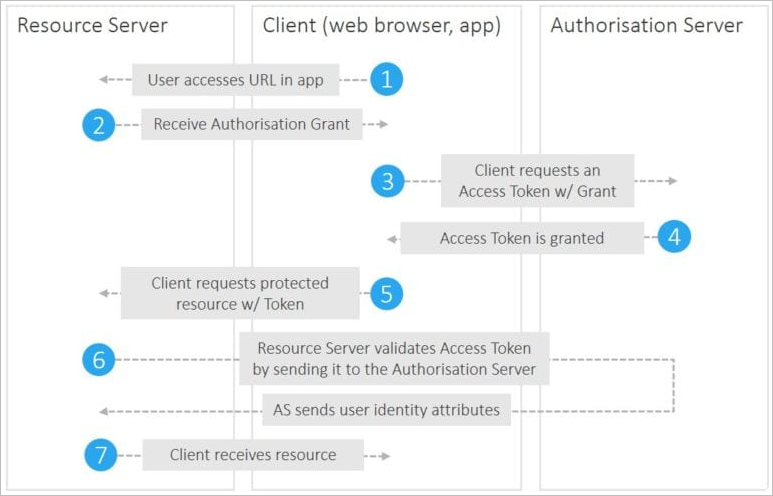 Resource Server
Client (web browser, app)
Authorisation Server
User accesses URL in app
1
2
Receive Authorisation Grant
3
Client requests an
Access Token w/ Grant
Access Token is granted
4
Client requests protected
resource w/ Token
5
6
Resource Server validates Access Token
by sending it to the Authorisation Server
AS sends user identity attributes
7
Client receives resource